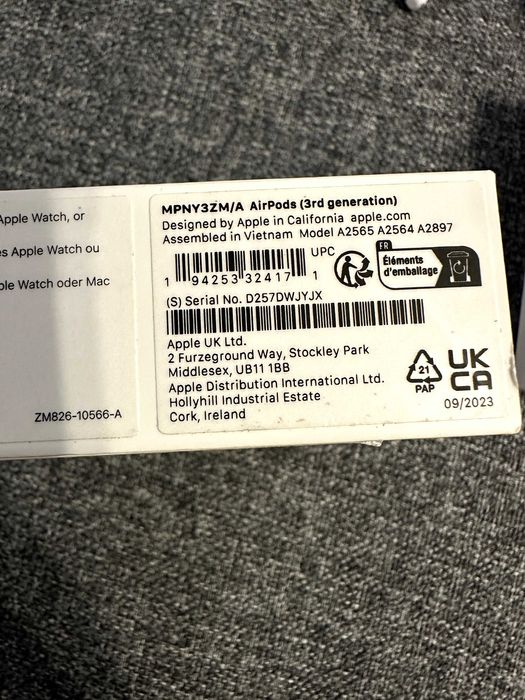 Apple Watch, or
es Apple Watch ou
ple Watch oder Mac
ZM826-10566-A
MPNY3ZM/A AirPods (3rd generation)
Designed by Apple in California apple.com
Assembled in Vietnam Model A2565 A2564 A2897
UPC
1 94253 32417 1
FR
Éléments
d'emballage
(S) Serial No. D257DWJYJX
Apple UK Ltd.
2 Furzeground Way, Stockley Park
Middlesex, UB11 1BB
Apple Distribution International Ltd.
Hollyhill Industrial Estate
Cork, Ireland
21
PAP
UK
CA
09/2023